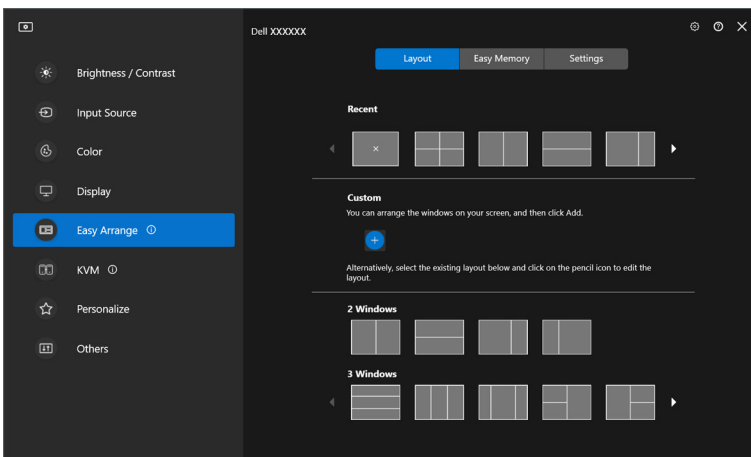 Dell XXXXXX
Brightness / Contrast
Input Source
Color
Display
Easy Arrange
KVM
Personalize
Others
Layout
Easy Memory
Settings
Recent
Custom
You can arrange the windows on your screen, and then click Add.
Alternatively, select the existing layout below and click on the pencil icon to edit the
layout.
2 Windows
3 Windows